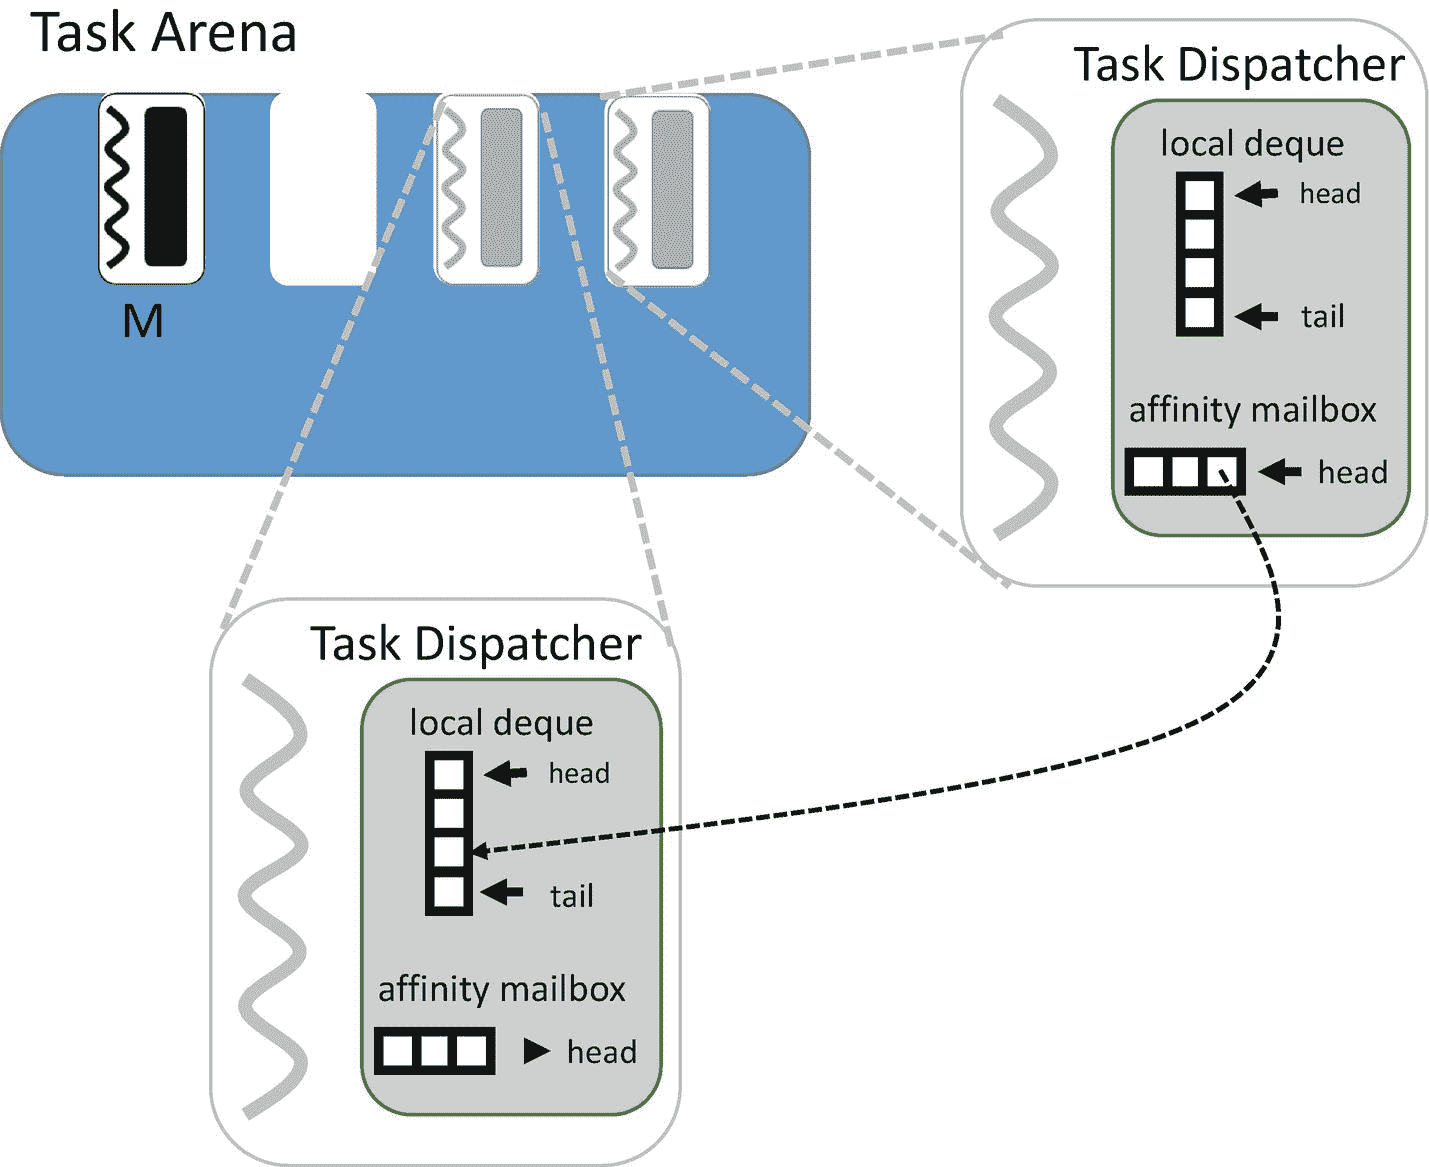 Task Arena
M
Task Dispatcher
local deque
head
tail
affinity mailbox
head
Task Dispatcher
local deque
head
tail
affinity mailbox
head